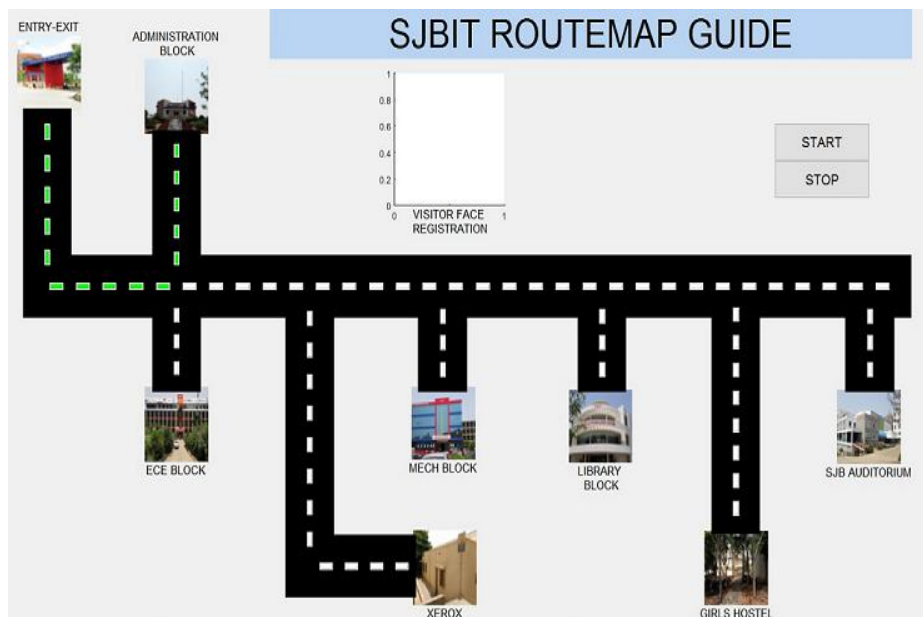 SJBIT ROUTEMAP GUIDE
ENTRY-EXIT
ADMINISTRATION
BLOCK
1
0.8
0.6
0.4
0.2
0
0
1
VISITOR FACE
REGISTRATION
START
STOP
ECE BLOCK
MECH BLOCK
LIBRARY
BLOCK
SJB AUDITORIUM
XEROX
GIRLS HOSTEL